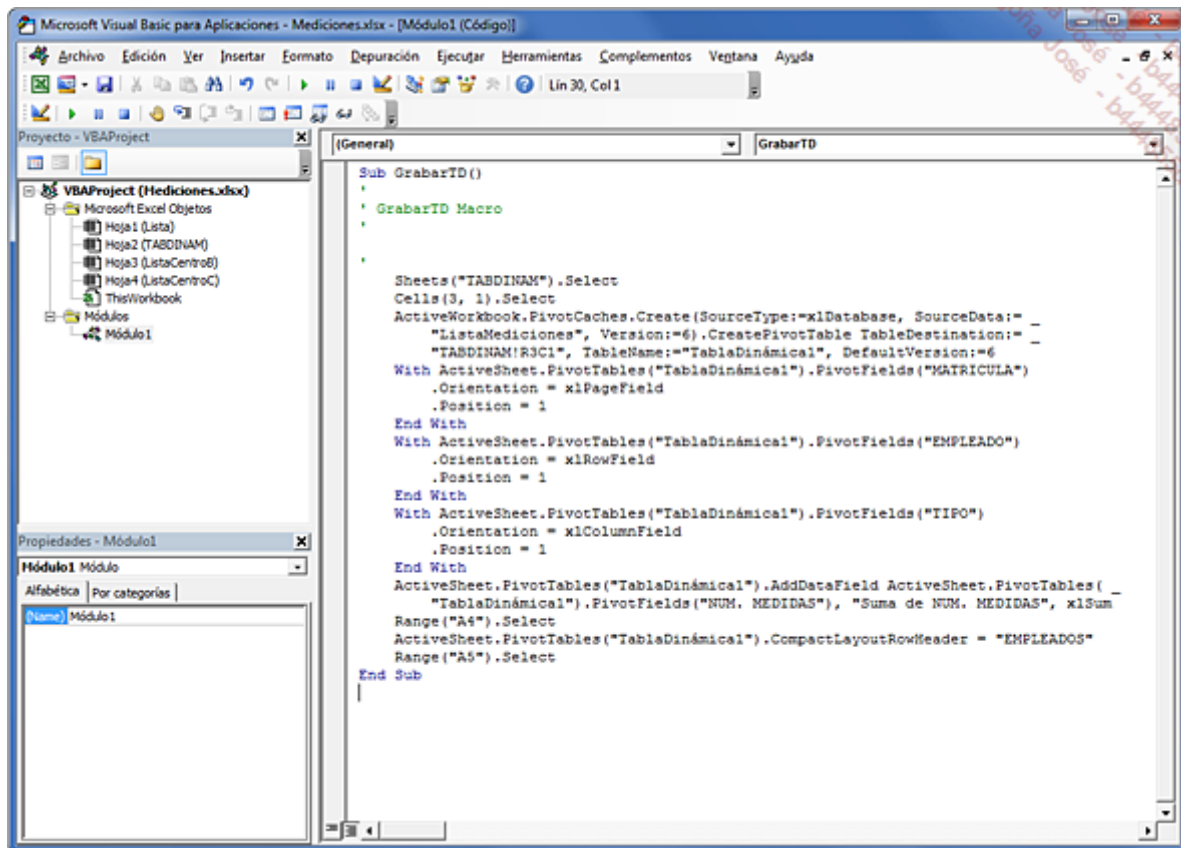 Microsoft Visual Basic para Aplicaciones - Mediciones.xlsx - [Módulo1 (Código)]
Archivo Edición Ver Insertar Formato Depuración Ejecutar Herramientas Complementos Ventana Ayuda
Lín 30, Col 1
Proyecto - VBAProject
VBAProject (Mediciones.xlsx)
Microsoft Excel Objetos
Hoja1 (Lista)
Hoja2 (TABDINAM)
Hoja3 (ListaCentroB)
Hoja4 (ListaCentroC)
ThisWorkbook
Módulos
Módulo1
Propiedades - Módulo1
Módulo1 Módulo
Alfabética Por categorías
(Name) Módulo1
(General) GrabarTD
Sub GrabarTD()
'
' GrabarTD Macro
'
'
Sheets("TABDINAM").Select
Cells(3, 1).Select
ActiveWorkbook.PivotCaches.Create(SourceType:=xlDatabase, SourceData:= _
"ListaMediciones", Version:=6).CreatePivotTable TableDestination:= _
"TABDINAM!R3C1", TableName:="TablaDinámica1", DefaultVersion:=6
With ActiveSheet.PivotTables("TablaDinámica1").PivotFields("MATRICULA")
.Orientation = xlPageField
.Position = 1
End With
With ActiveSheet.PivotTables("TablaDinámica1").PivotFields("EMPLEADO")
.Orientation = xlRowField
.Position = 1
End With
With ActiveSheet.PivotTables("TablaDinámica1").PivotFields("TIPO")
.Orientation = xlColumnField
.Position = 1
End With
ActiveSheet.PivotTables("TablaDinámica1").AddDataField ActiveSheet.PivotTables( _
"TablaDinámica1").PivotFields("NUM. MEDIDAS"), "Suma de NUM. MEDIDAS", xlSum
Range("A4").Select
ActiveSheet.PivotTables("TablaDinámica1").CompactLayoutRowHeader = "EMPLEADOS"
Range("A5").Select
End Sub